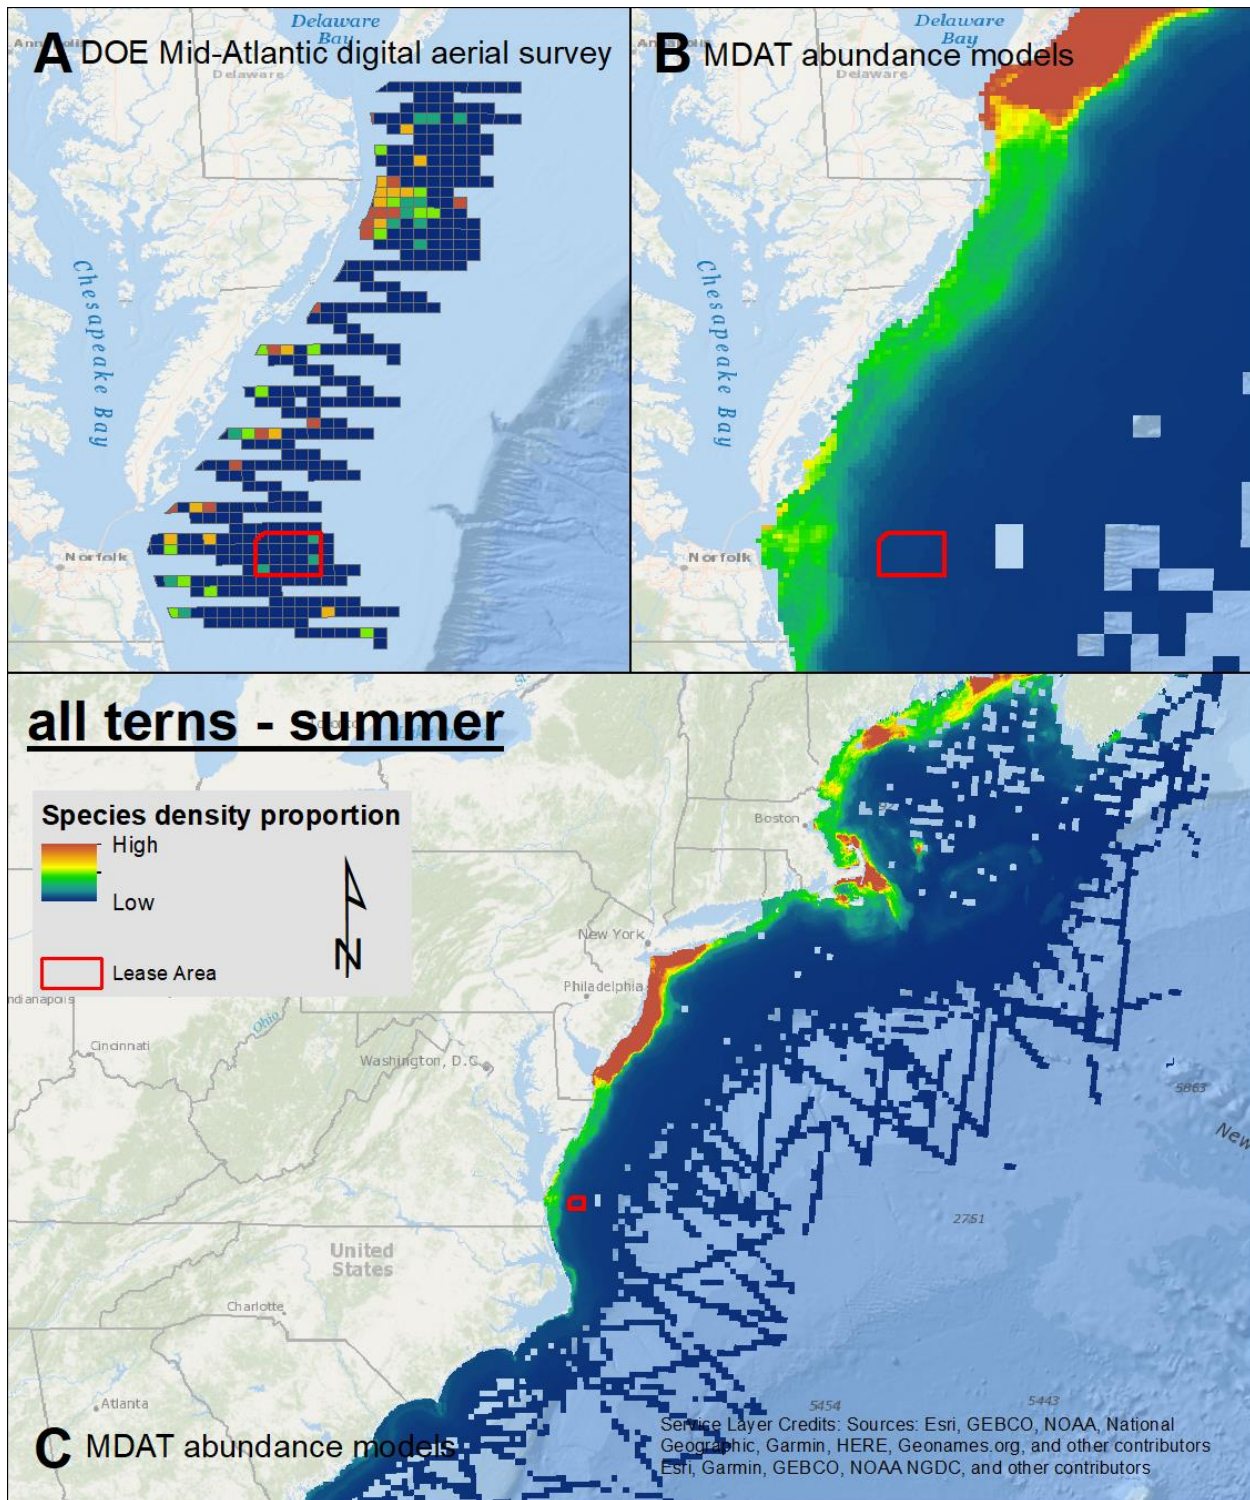 Delaware
Bay
A DOE Mid-Atlantic digital aerial survey
Delaware
Chesapeake Bay
Norfolk
Delaware
Bay
B MDAT abundance models
Delaware
Chesapeake Bay
Norfolk
all terns - summer
Species density proportion
High
Low
N
Lease Area
Boston
New York
Philadelphia
ndianapolis
Ohio
Cincinnati
Washington, D.C.
5863
New
2751
United
States
Charlotte
Atlanta
5454
5443
C MDAT abundance models
Service Layer Credits: Sources: Esri, GEBCO, NOAA, National
Geographic, Garmin, HERE, Geonames.org, and other contributors
Esri, Garmin, GEBCO, NOAA NGDC, and other contributors